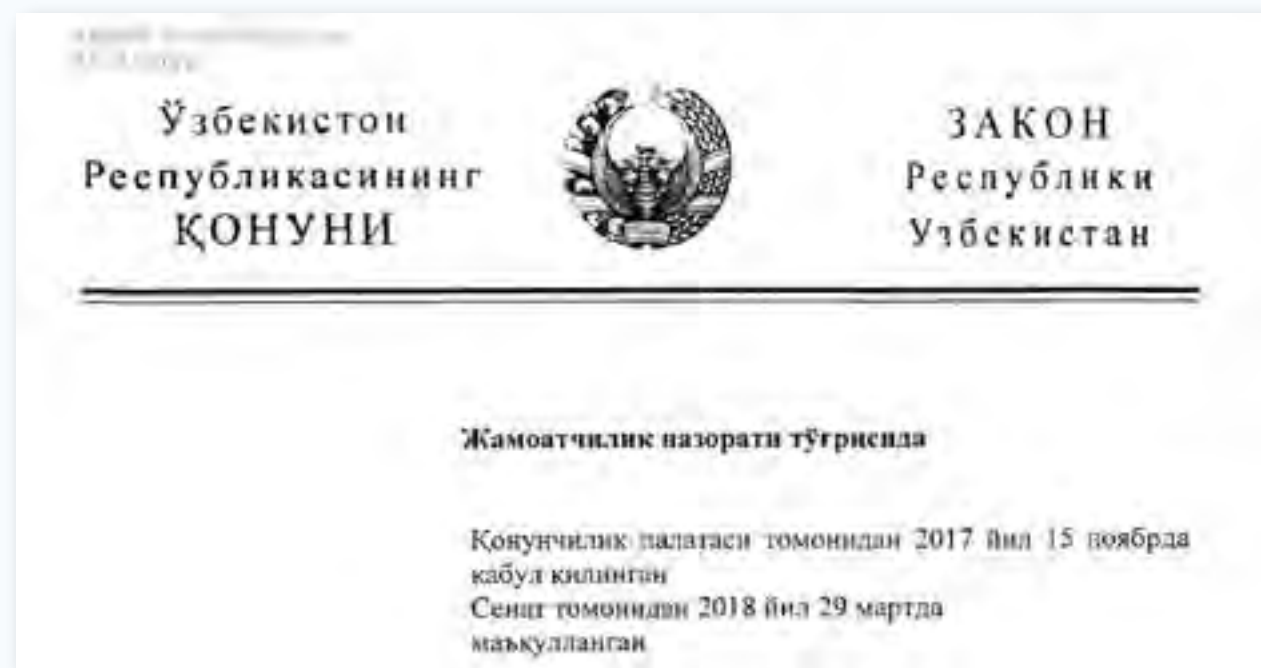 Ўзбекистон
Республикасининг
ҚОНУНИ
ЗАКОН
Республики
Узбекистан
Жамоатчилик назорати тўғрисида
Қонунчилик палатаси томонидан 2017 йил 15 ноябрда
қабул қилинган
Сенат томонидан 2018 йил 29 мартда
маъқулланган